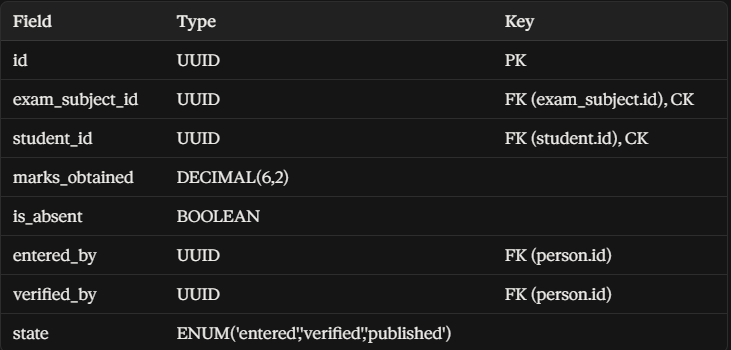 Field Type Key
id UUID PK
exam_subject_id UUID FK (exam_subject.id), CK
student_id UUID FK (student.id), CK
marks_obtained DECIMAL(6,2)
is_absent BOOLEAN
entered_by UUID FK (person.id)
verified_by UUID FK (person.id)
state ENUM('entered','verified','published')